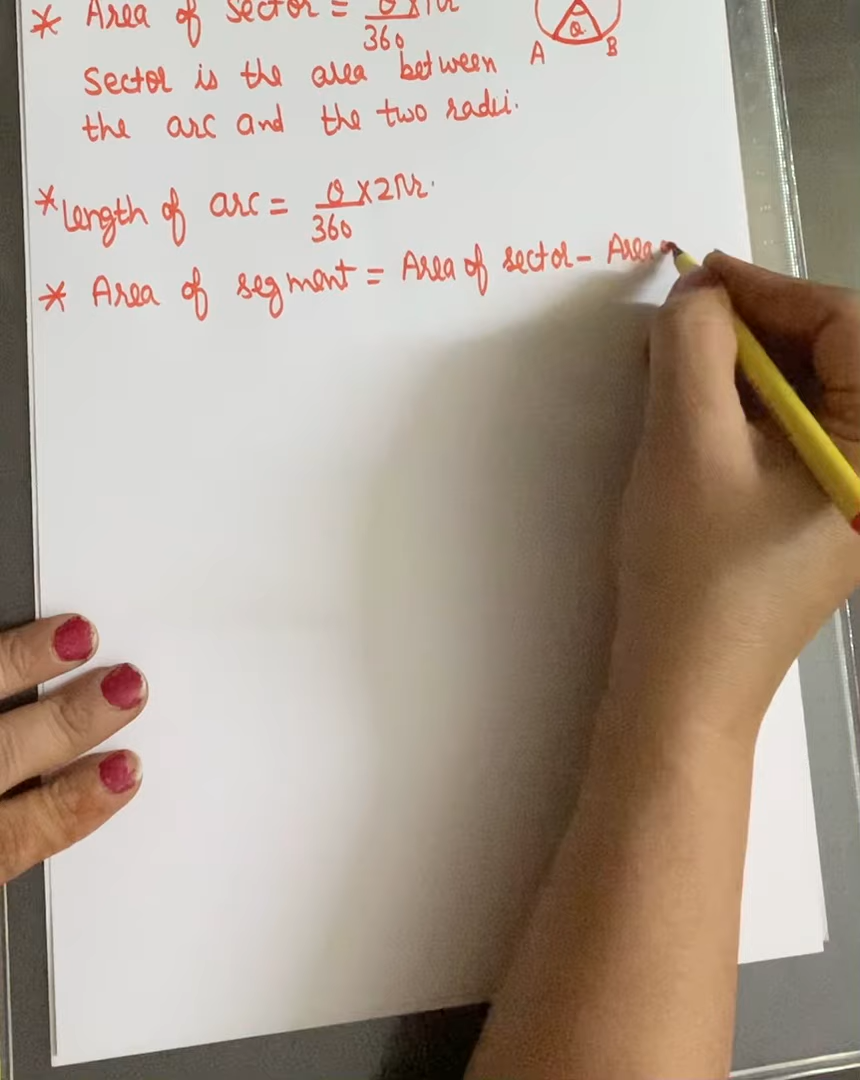 * Area of sector = θ/360 × πr²
A B
θ
Sector is the area between
the arc and the two radii.
* Length of arc = θ/360 × 2πr.
* Area of segment = Area of sector - Area o